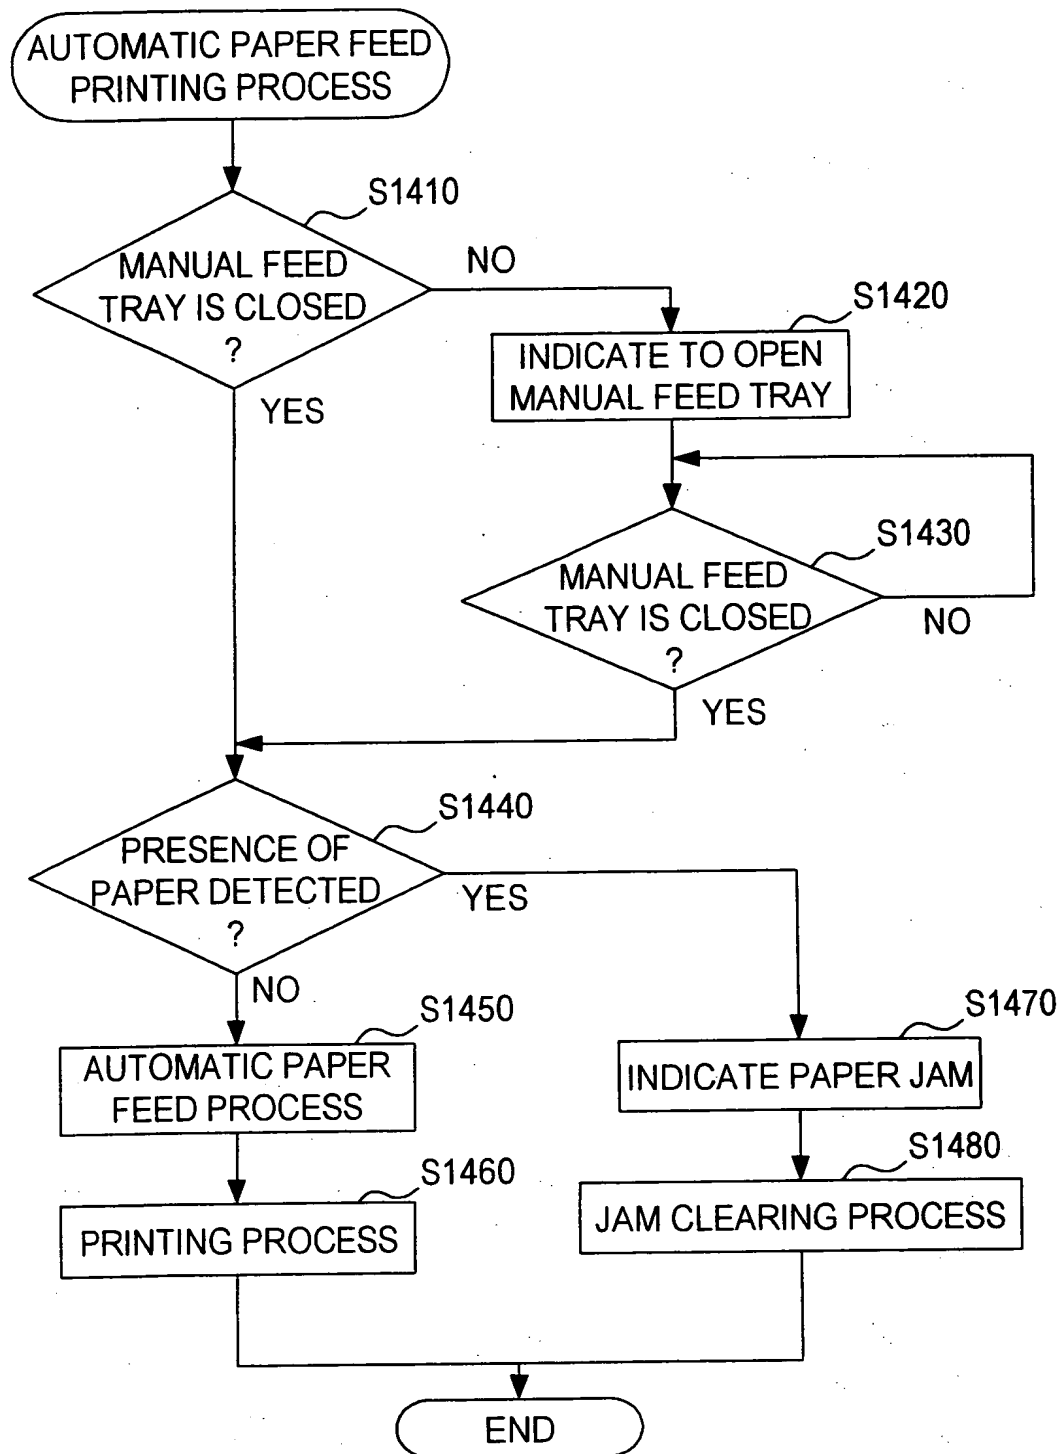 AUTOMATIC PAPER FEED
PRINTING PROCESS
S1410
MANUAL FEED
TRAY IS CLOSED
?
NO
YES
S1420
INDICATE TO OPEN
MANUAL FEED TRAY
S1430
MANUAL FEED
TRAY IS CLOSED
?
NO
YES
S1440
PRESENCE OF
PAPER DETECTED
?
YES
NO
S1450
AUTOMATIC PAPER
FEED PROCESS
S1470
INDICATE PAPER JAM
S1460
PRINTING PROCESS
S1480
JAM CLEARING PROCESS
END